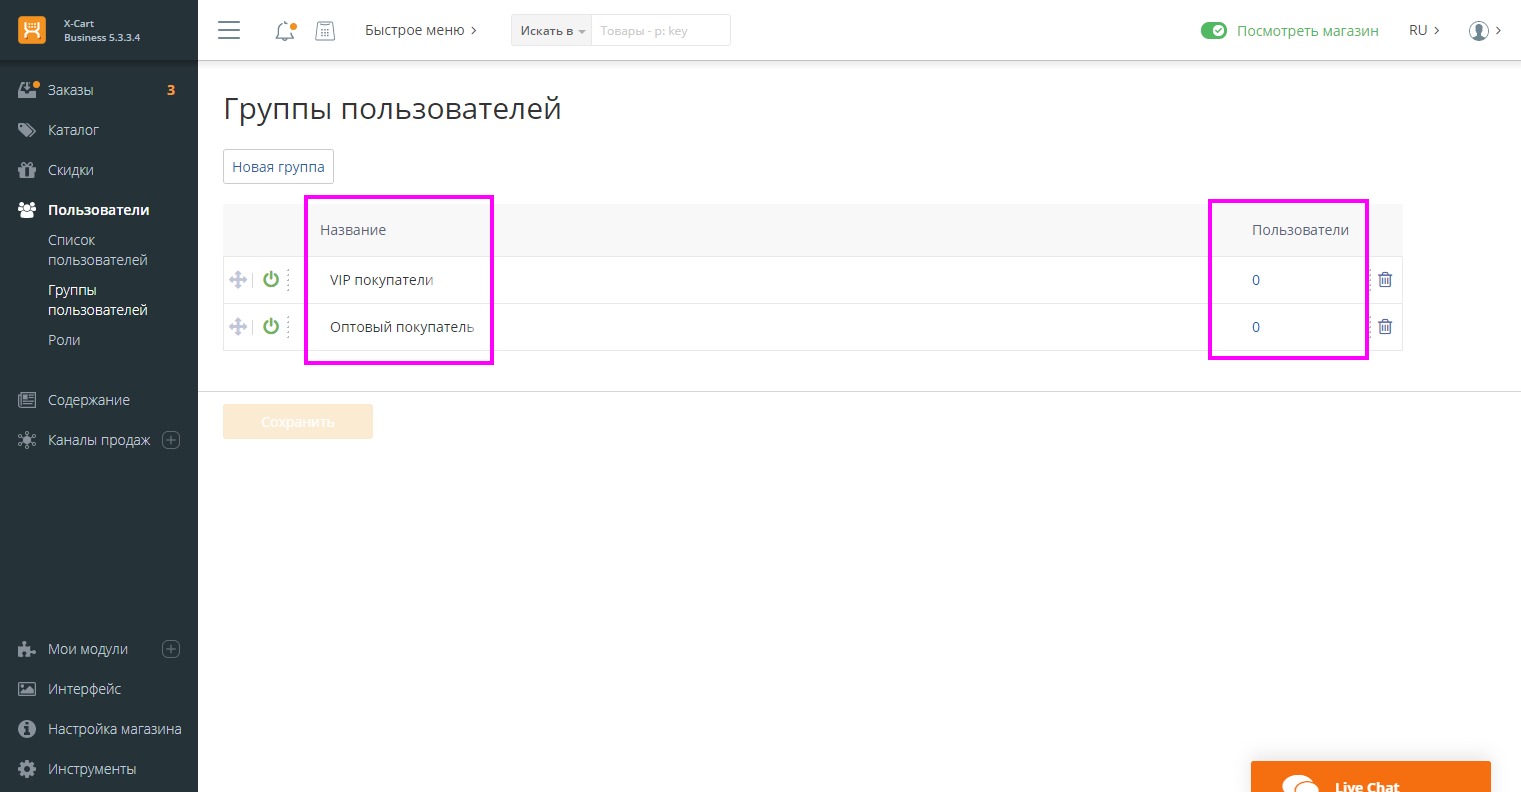 X-Cart
Business 5.3.3.4
Быстрое меню
Искать в
Товары - p: key
Посмотреть магазин
RU
Заказы 3
Каталог
Скидки
Пользователи
Список
пользователей
Группы
пользователей
Роли
Содержание
Каналы продаж
Мои модули
Интерфейс
Настройка магазина
Инструменты
Группы пользователей
Новая группа
Название Пользователи
VIP покупатели 0
Оптовый покупатель 0
Сохранить
Live Chat